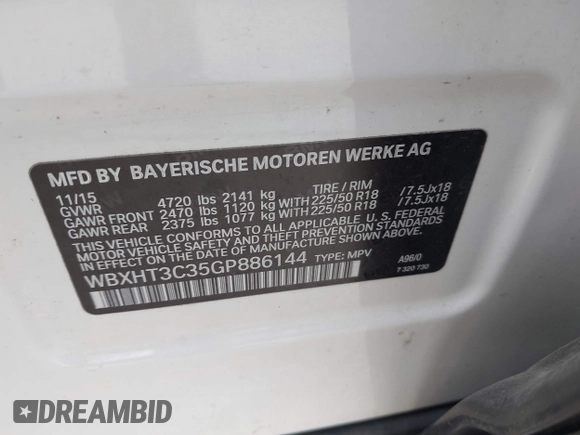 MFD BY BAYERISCHE MOTOREN WERKE AG
11/15 TIRE / RIM
GVWR 4720 lbs 2141 kg
GAWR FRONT 2470 lbs 1120 kg WITH 225/50 R18 /7.5Jx18
GAWR REAR 2375 lbs 1077 kg WITH 225/50 R18 /7.5Jx18
THIS VEHICLE CONFORMS TO ALL APPLICABLE U. S. FEDERAL
MOTOR VEHICLE SAFETY, BUMPER, AND THEFT PREVENTION
STANDARDS IN EFFECT ON THE DATE OF MANUFACTURE SHOWN ABOVE.
WBXHT3C35GP886144 TYPE: MPV A96/0
7 320 730
DREAMBID